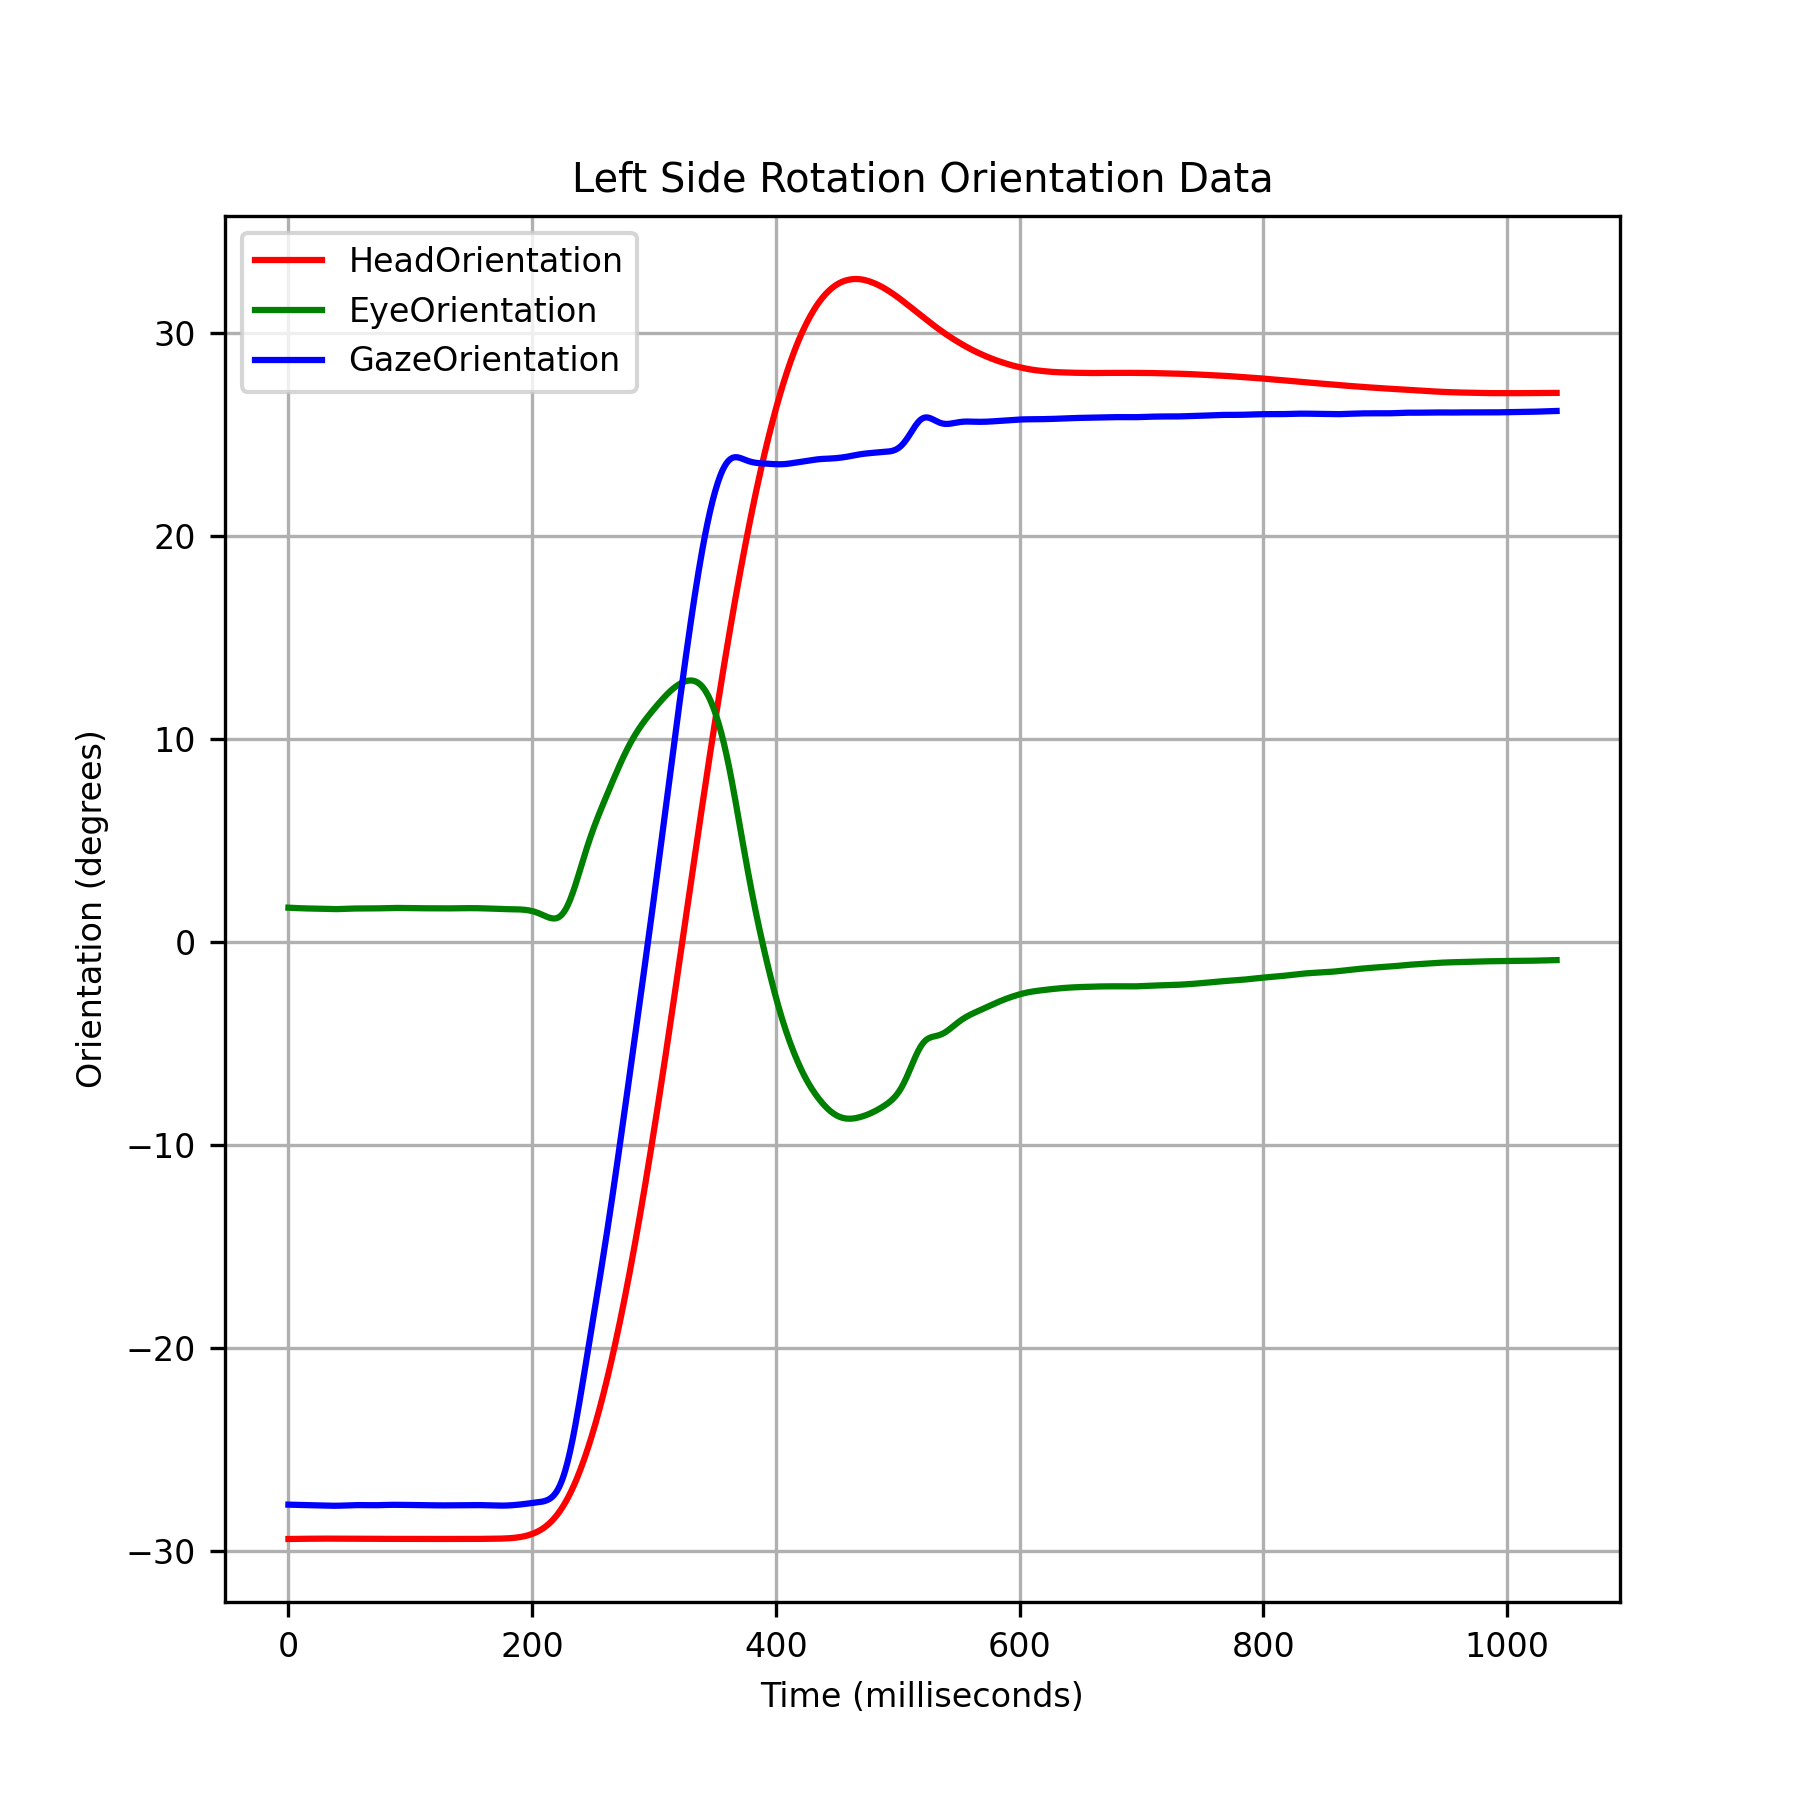 Left Side Rotation Orientation Data
HeadOrientation
EyeOrientation
GazeOrientation
Orientation (degrees)
30
20
10
0
−10
−20
−30
0 200 400 600 800 1000
Time (milliseconds)